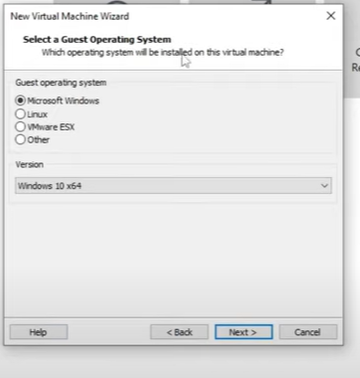 New Virtual Machine Wizard
Select a Guest Operating System
Which operating system will be installed on this virtual machine?
Guest operating system
Microsoft Windows
Linux
VMware ESX
Other
Version
Windows 10 x64
Help
< Back
Next >
Cancel